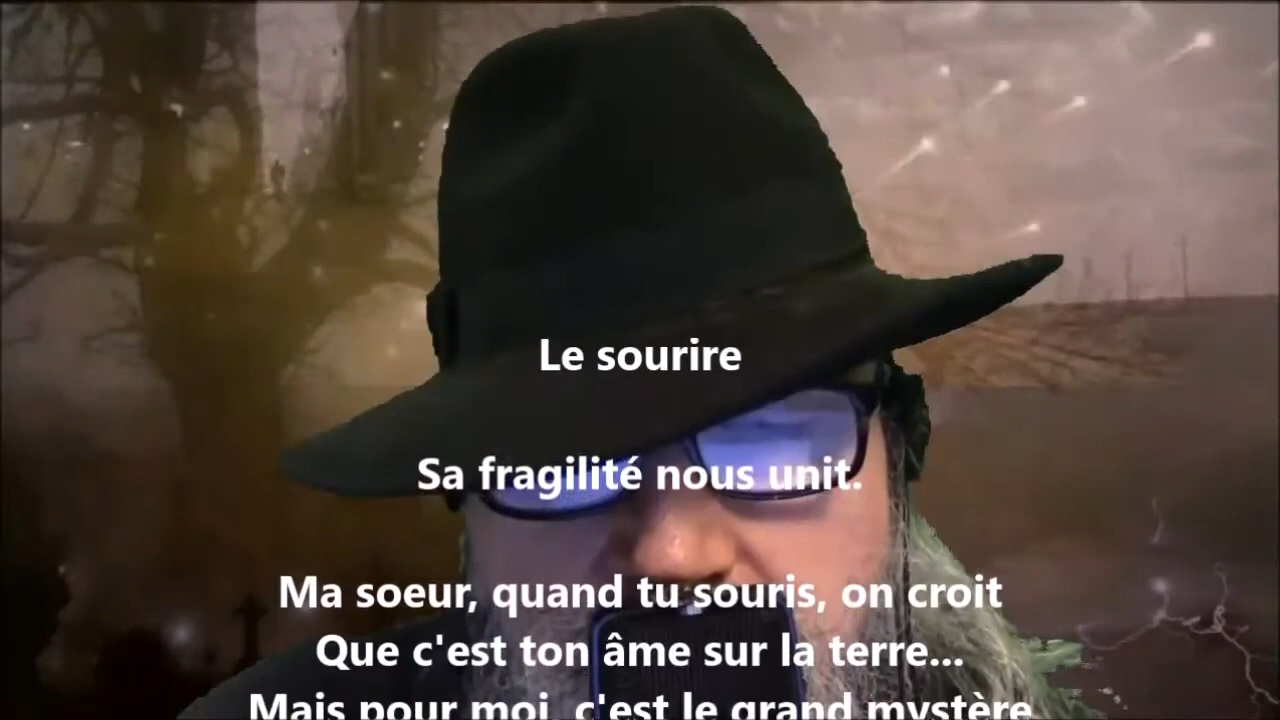 Le sourire
Sa fragilité nous unit.
Ma soeur, quand tu souris, on croit
Que c'est ton âme sur la terre...
Mais pour moi, c'est le grand mystère